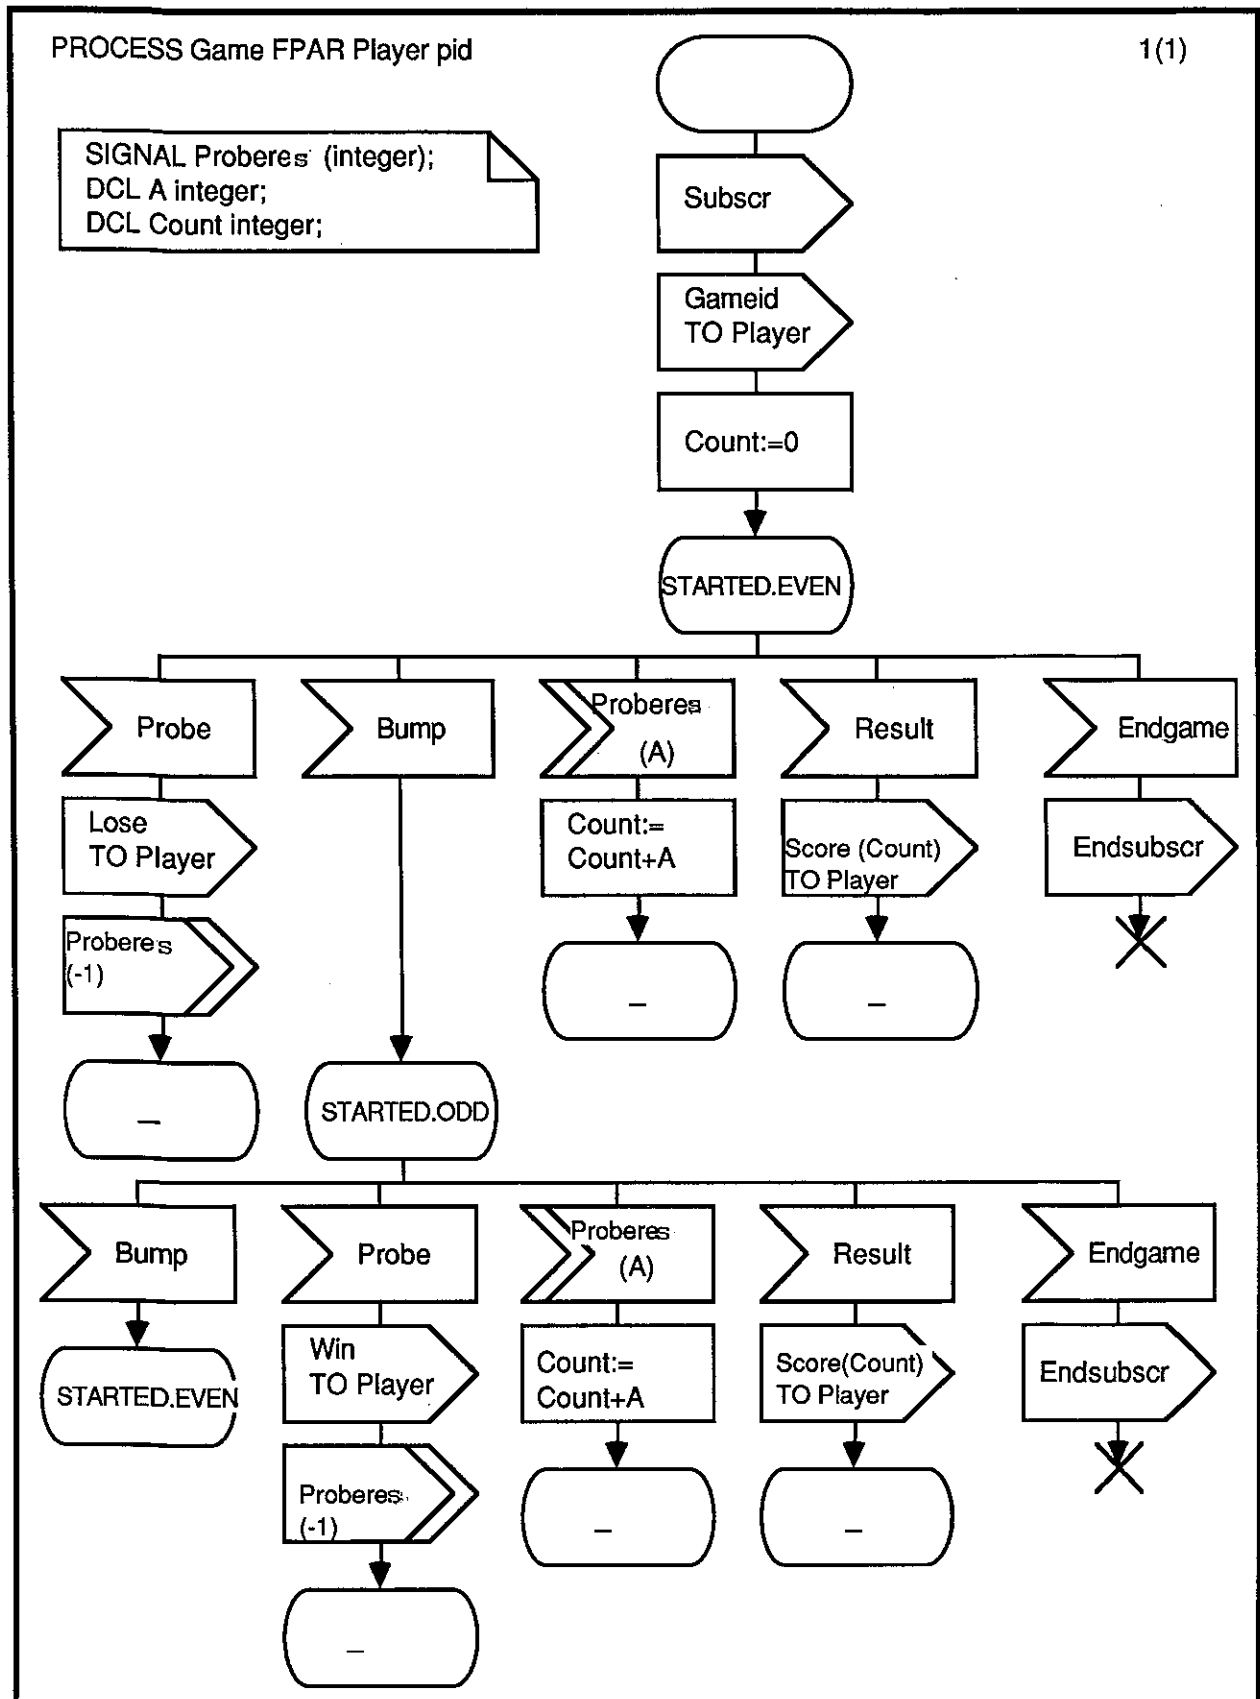 PROCESS Game FPAR Player pid
1(1)
SIGNAL Proberes (integer);
DCL A integer;
DCL Count integer;
Subscr
Gameid
TO Player
Count:=0
STARTED.EVEN
Probe
Bump
Proberes
(A)
Result
Endgame
Lose
TO Player
Count:=
Count+A
Score (Count)
TO Player
Endsubscr
Proberes
(-1)
_
_
_
STARTED.ODD
Bump
Probe
Proberes
(A)
Result
Endgame
STARTED.EVEN
Win
TO Player
Count:=
Count+A
Score(Count)
TO Player
Endsubscr
Proberes
(-1)
_
_
_